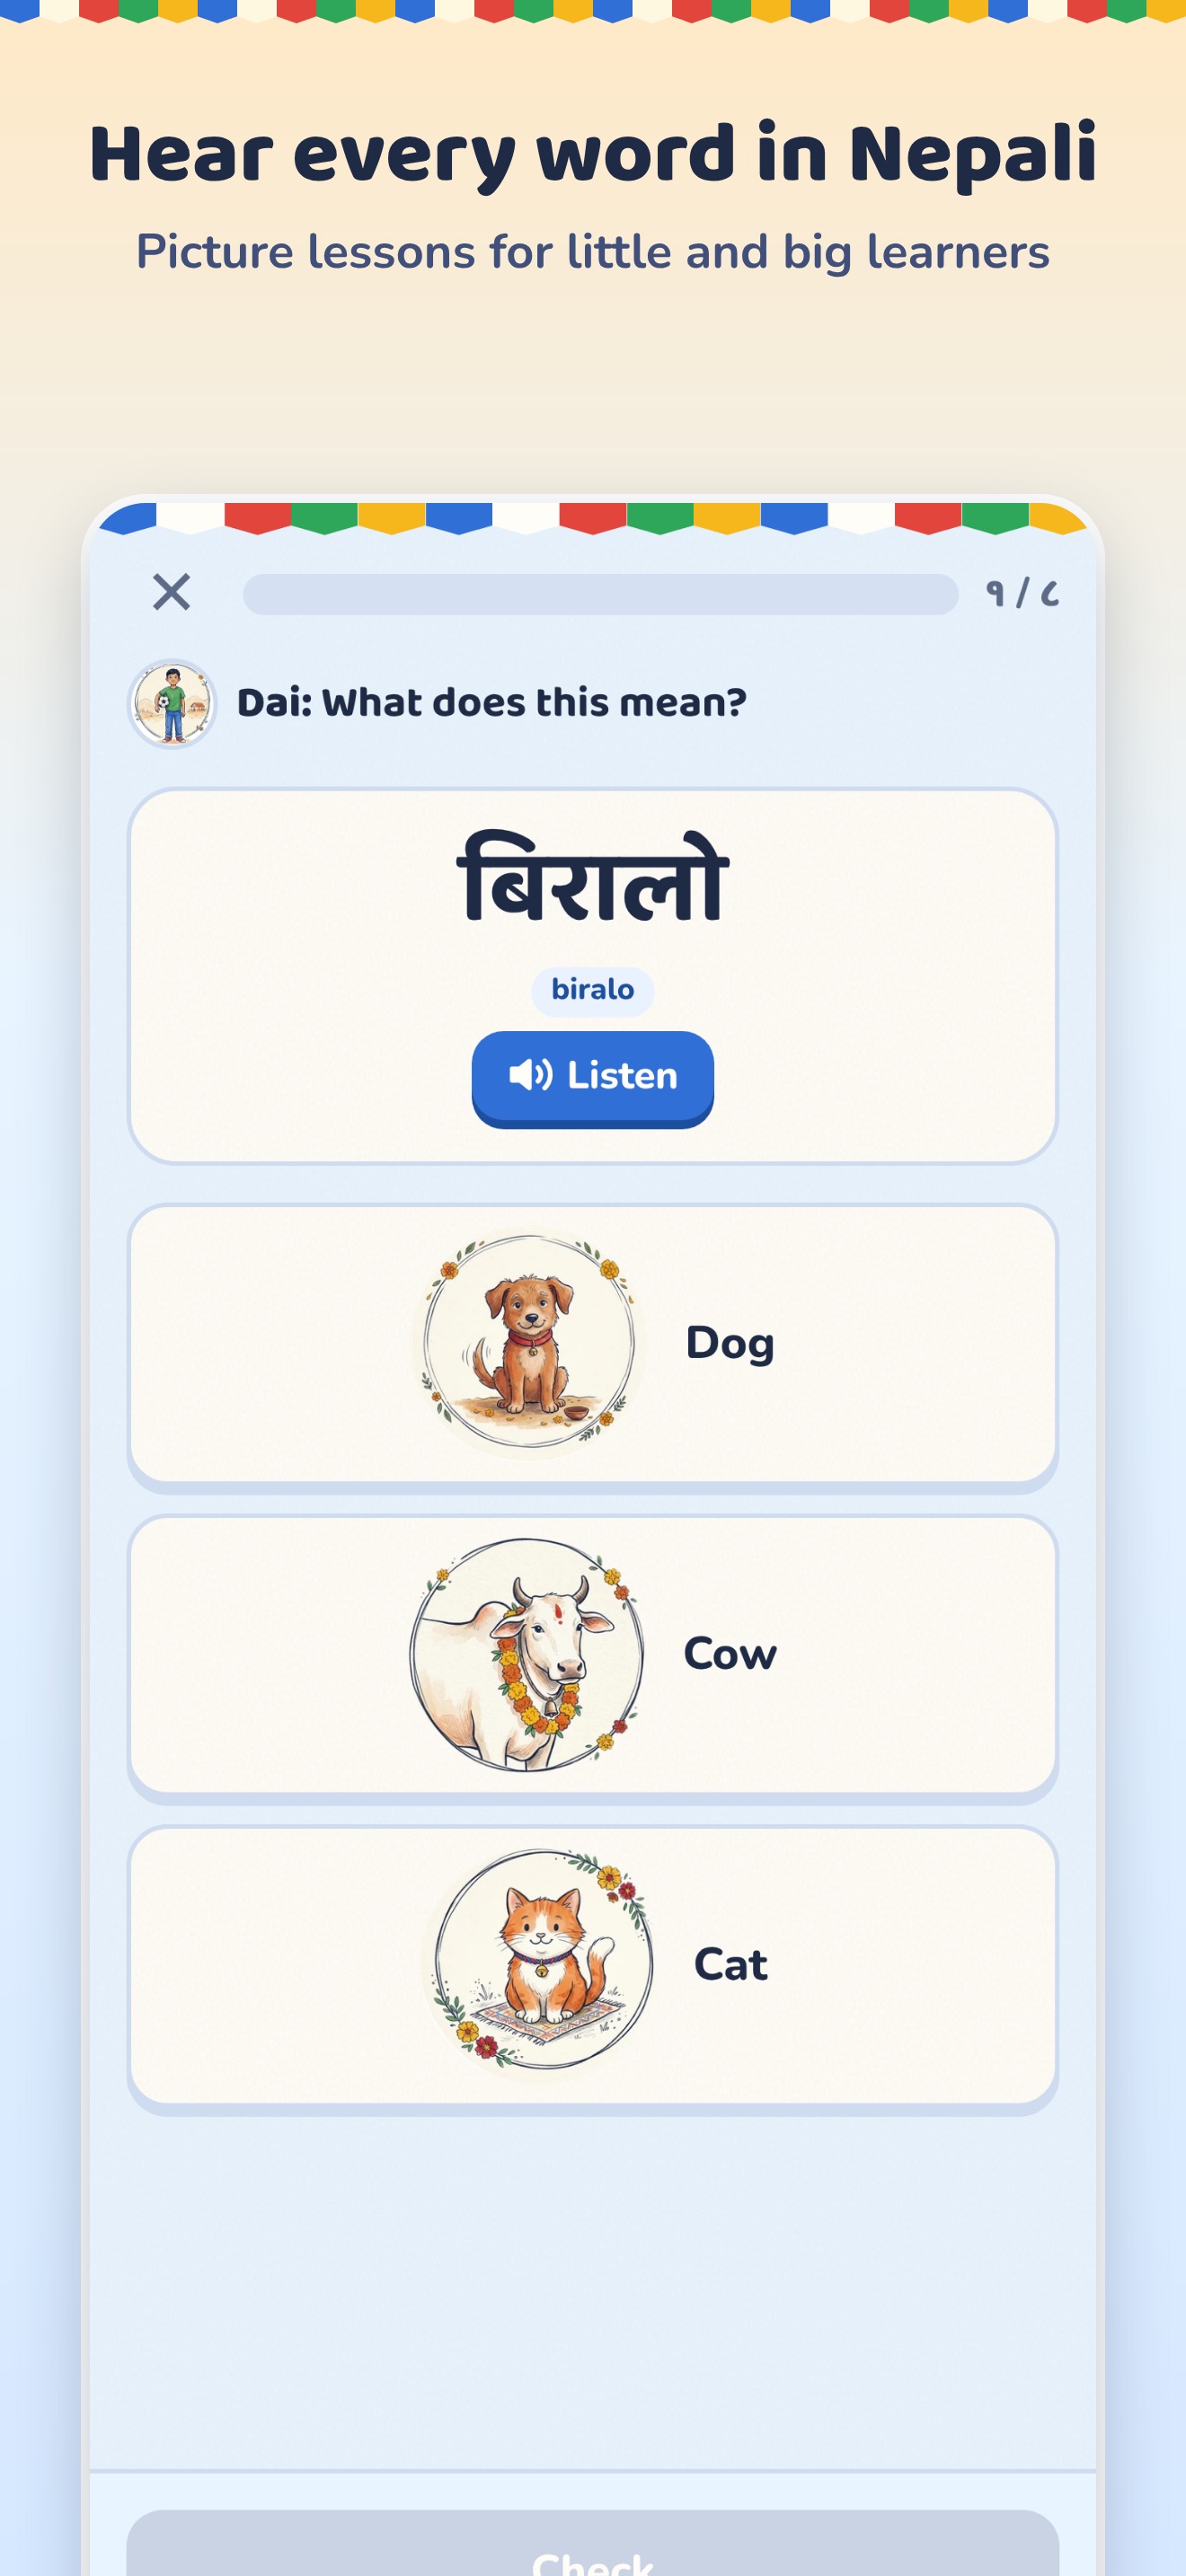 Hear every word in Nepali
Picture lessons for little and big learners
१ / ८
Dai: What does this mean?
बिरालो
biralo
Listen
Dog
Cow
Cat
Check